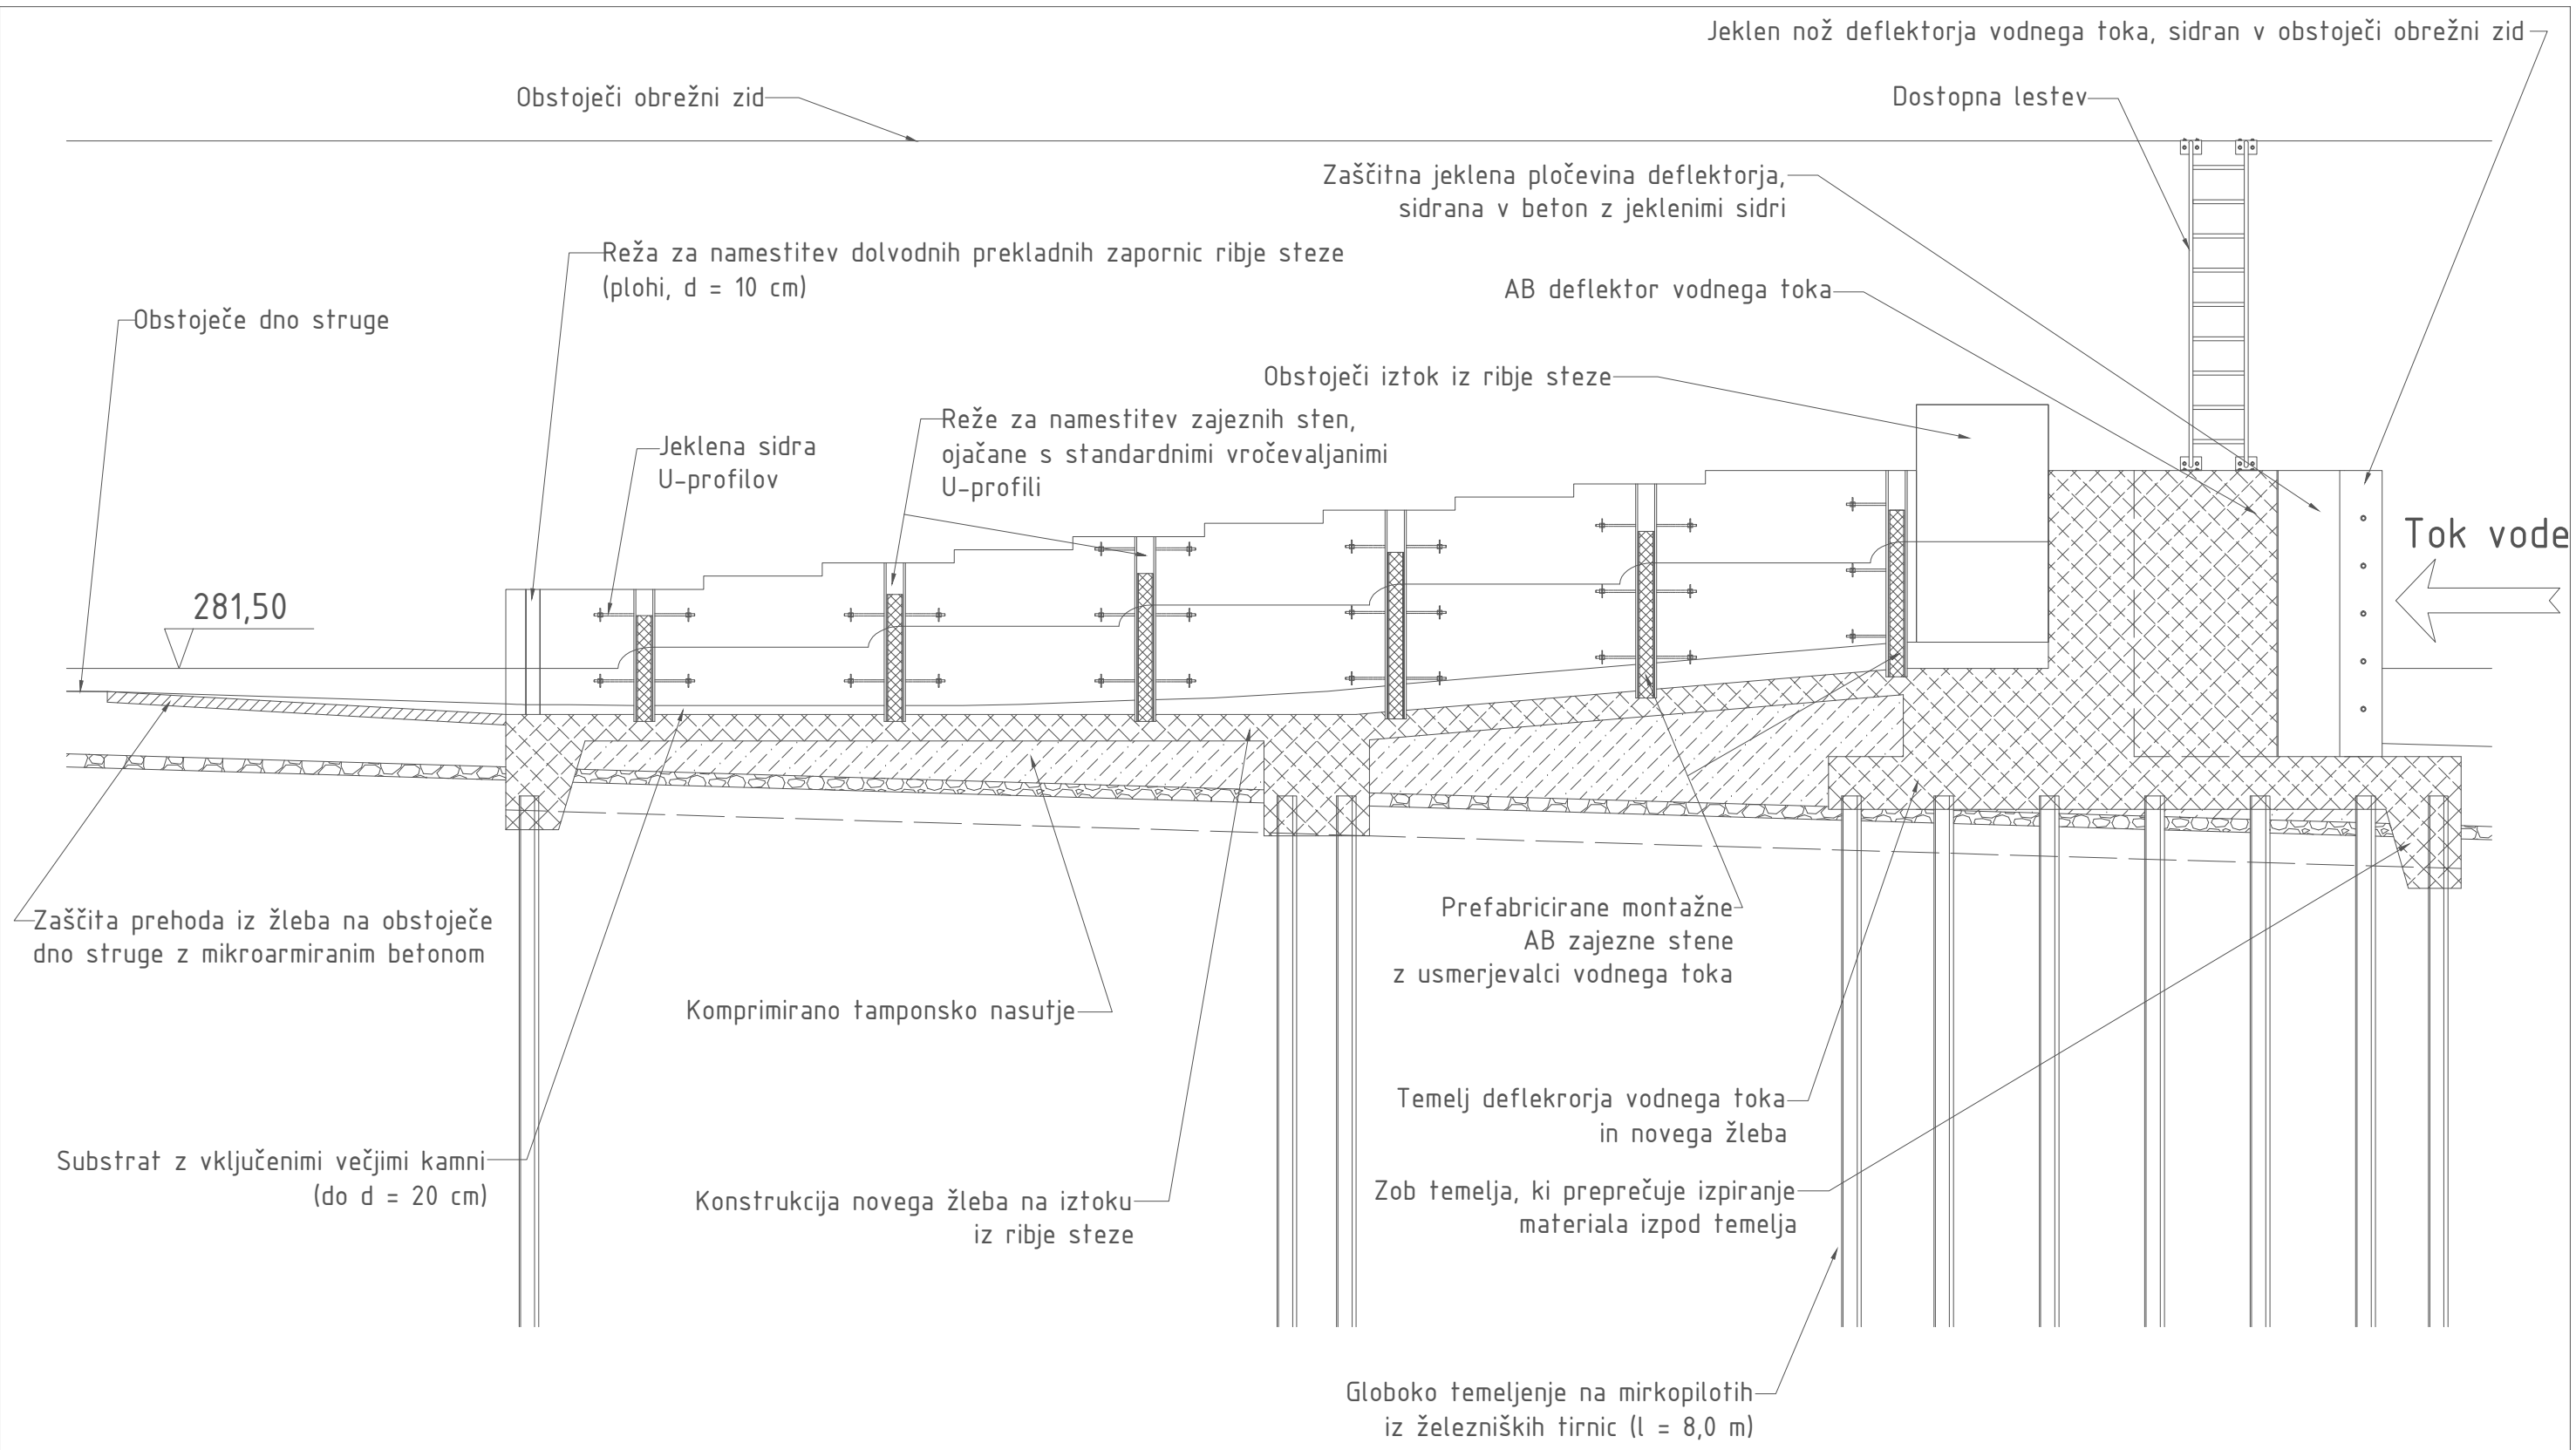 Jeklen nož deflektorja vodnega toka, sidran v obstoječi obrežni zid
Obstoječi obrežni zid
Dostopna lestev
Zaščitna jeklena pločevina deflektorja,
sidrana v beton z jeklenimi sidri
Reža za namestitev dolvodnih prekladnih zapornic ribje steze
(plohi, d = 10 cm)
AB deflektor vodnega toka
Obstoječe dno struge
Obstoječi iztok iz ribje steze
Reže za namestitev zajeznih sten,
ojačane s standardnimi vročevaljanimi
U-profili
Jeklena sidra
U-profilov
Tok vode
281,50
Zaščita prehoda iz žleba na obstoječe
dno struge z mikroarmiranim betonom
Prefabricirane montažne
AB zajezne stene
z usmerjevalci vodnega toka
Komprimirano tamponsko nasutje
Temelj deflekrorja vodnega toka
in novega žleba
Substrat z vključenimi večjimi kamni
(do d = 20 cm)
Konstrukcija novega žleba na iztoku
iz ribje steze
Zob temelja, ki preprečuje izpiranje
materiala izpod temelja
Globoko temeljenje na mirkopilotih
iz železniških tirnic (l = 8,0 m)